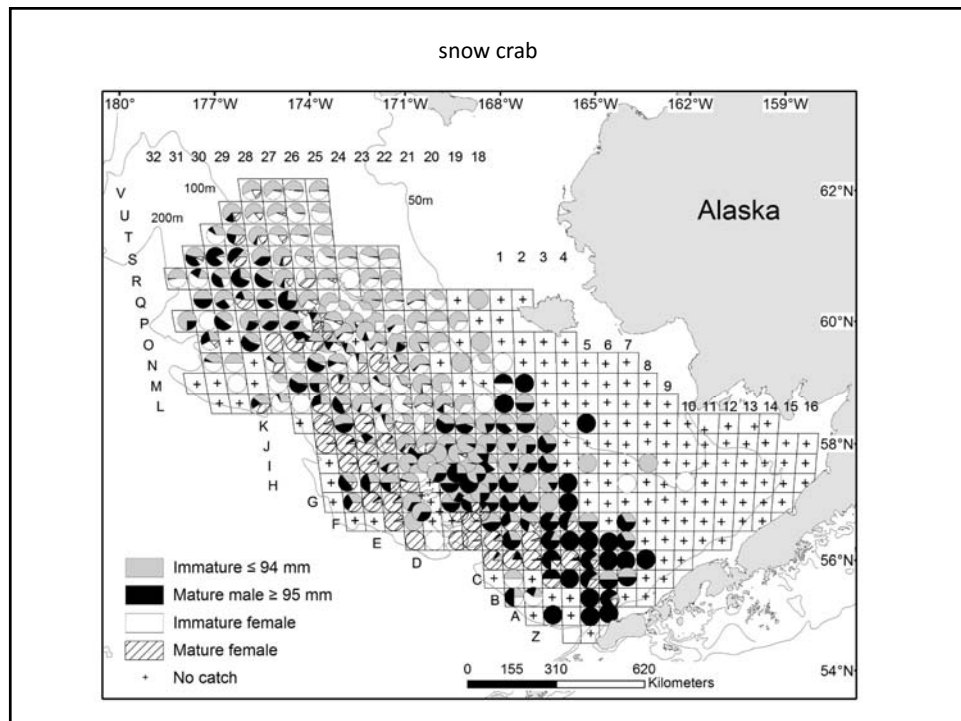 snow crab
180° 177°W 174°W 171°W 168°W 165°W 162°W 159°W
32 31 30 29 28 27 26 25 24 23 22 21 20 19 18
62°N
V
100m
50m
U
200m
Alaska
T
S
1 2 3 4
R
Q
60°N
P
O
5 6 7
N
8
M
9
L
10 11 12 13 14 15 16
K
58°N
J
I
H
G
F
E
D
56°N
C
B
A
Z
54°N
Immature ≤ 94 mm
Mature male ≥ 95 mm
Immature female
Mature female
+ No catch
0 155 310 620
Kilometers